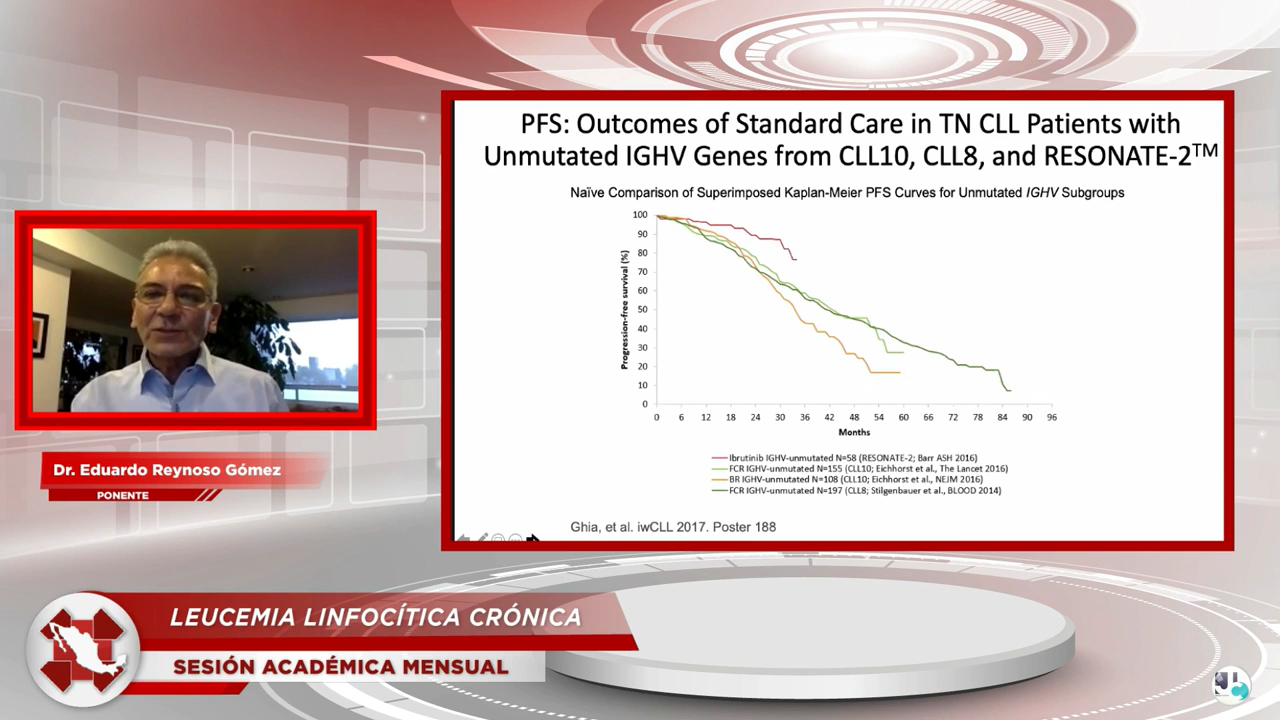 PFS: Outcomes of Standard Care in TN CLL Patients with
Unmutated IGHV Genes from CLL10, CLL8, and RESONATE-2™
Naïve Comparison of Superimposed Kaplan-Meier PFS Curves for Unmutated IGHV Subgroups
Progression-free survival (%)
100
90
80
70
60
50
40
30
20
10
0
0 6 12 18 24 30 36 42 48 54 60 66 72 78 84 90 96
Months
Ibrutinib IGHV-unmutated N=58 (RESONATE-2; Barr ASH 2016)
FCR IGHV-unmutated N=155 (CLL10; Eichhorst et al., The Lancet 2016)
BR IGHV-unmutated N=108 (CLL10; Eichhorst et al., NEJM 2016)
FCR IGHV-unmutated N=197 (CLL8; Stilgenbauer et al., BLOOD 2014)
Ghia, et al. iwCLL 2017. Poster 188
Dr. Eduardo Reynoso Gómez
PONENTE
LEUCEMIA LINFOCÍTICA CRÓNICA
SESIÓN ACADÉMICA MENSUAL